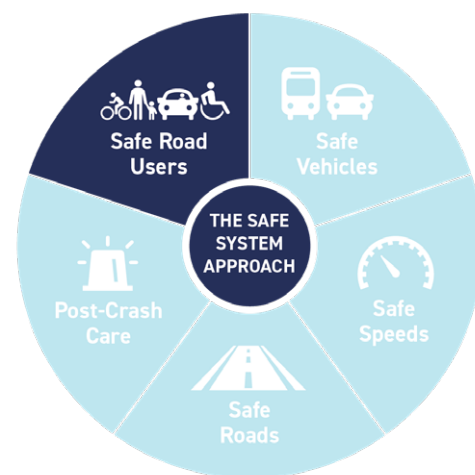 Safe Road
Users
Safe
Vehicles
THE SAFE
SYSTEM
APPROACH
Post-Crash
Care
Safe
Speeds
Safe
Roads